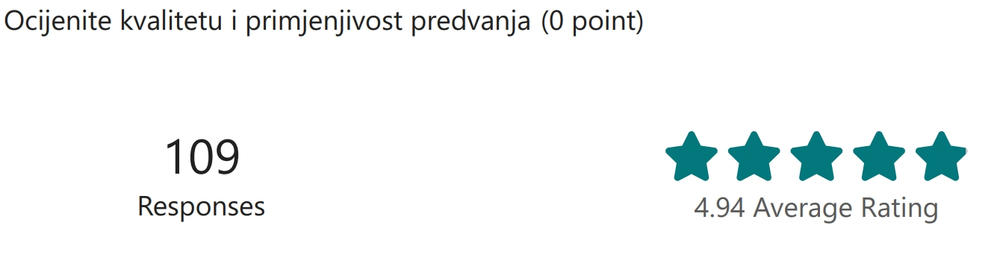 Ocijenite kvalitetu i primjenjivost predvanja (0 point)
109
Responses
4.94 Average Rating